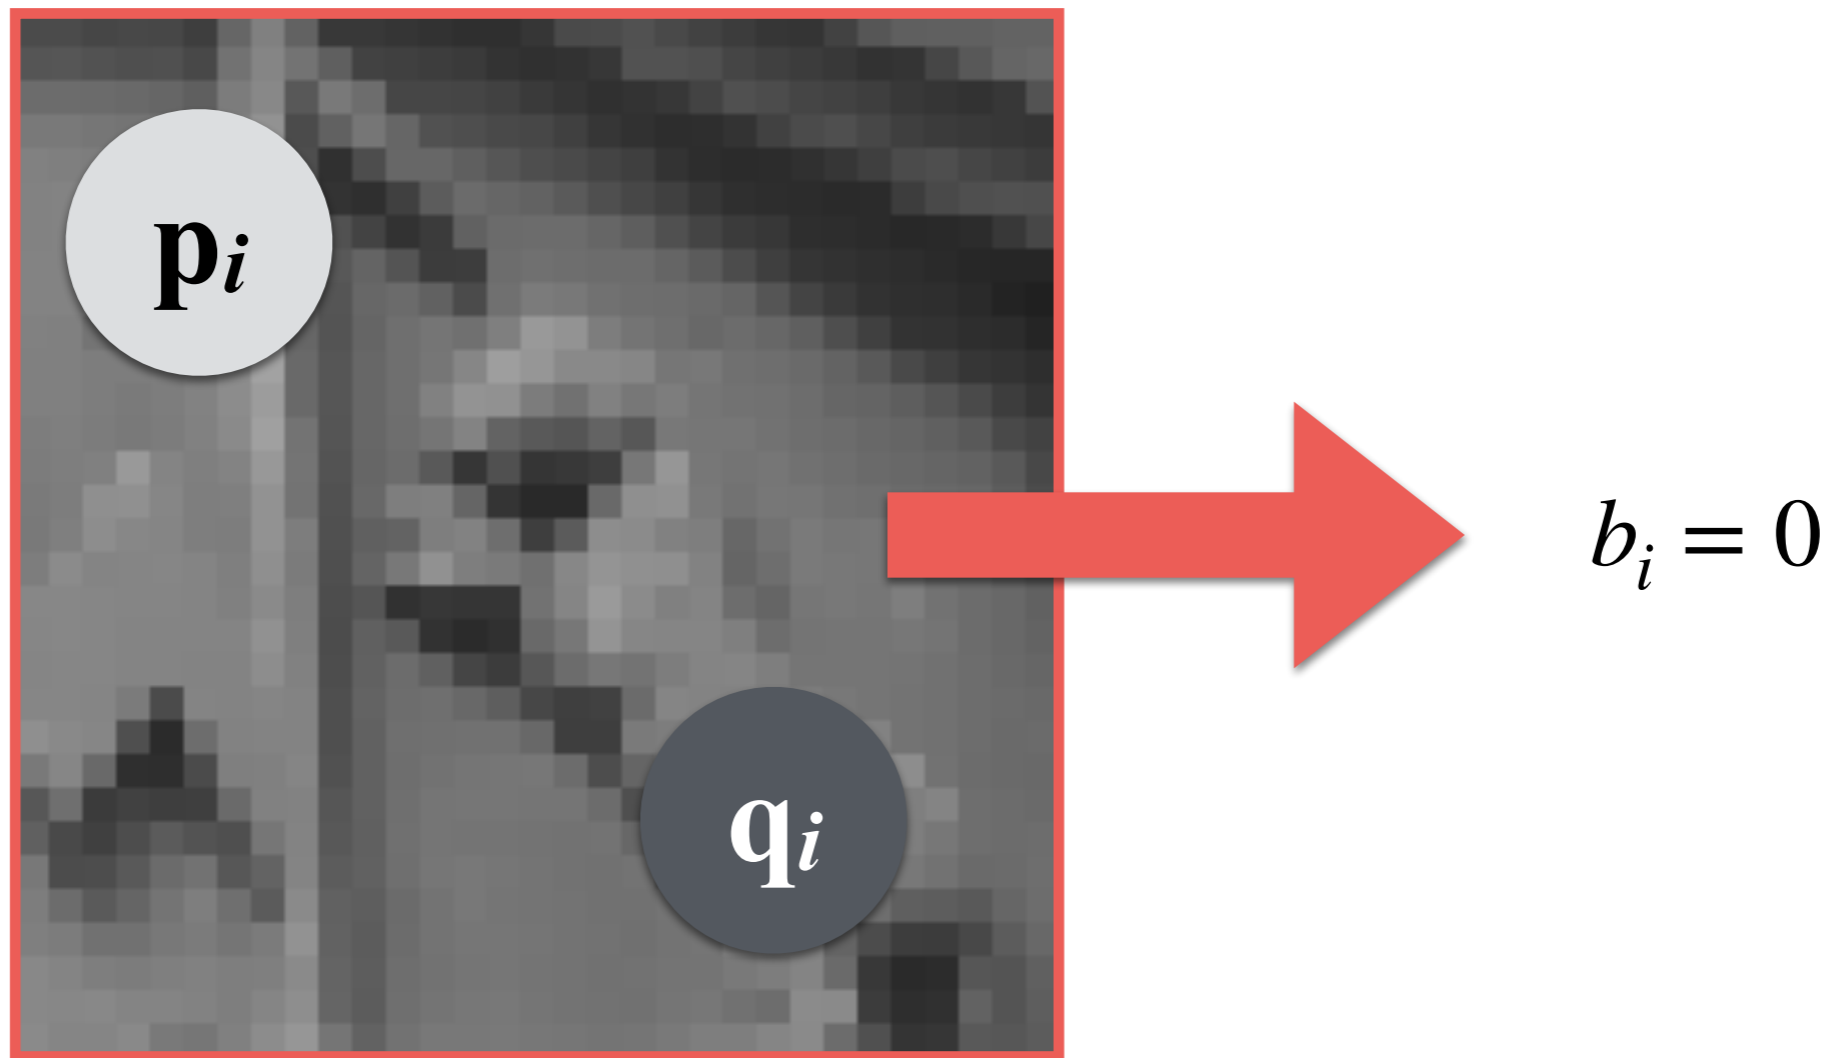 pᵢ
bᵢ = 0
qᵢ